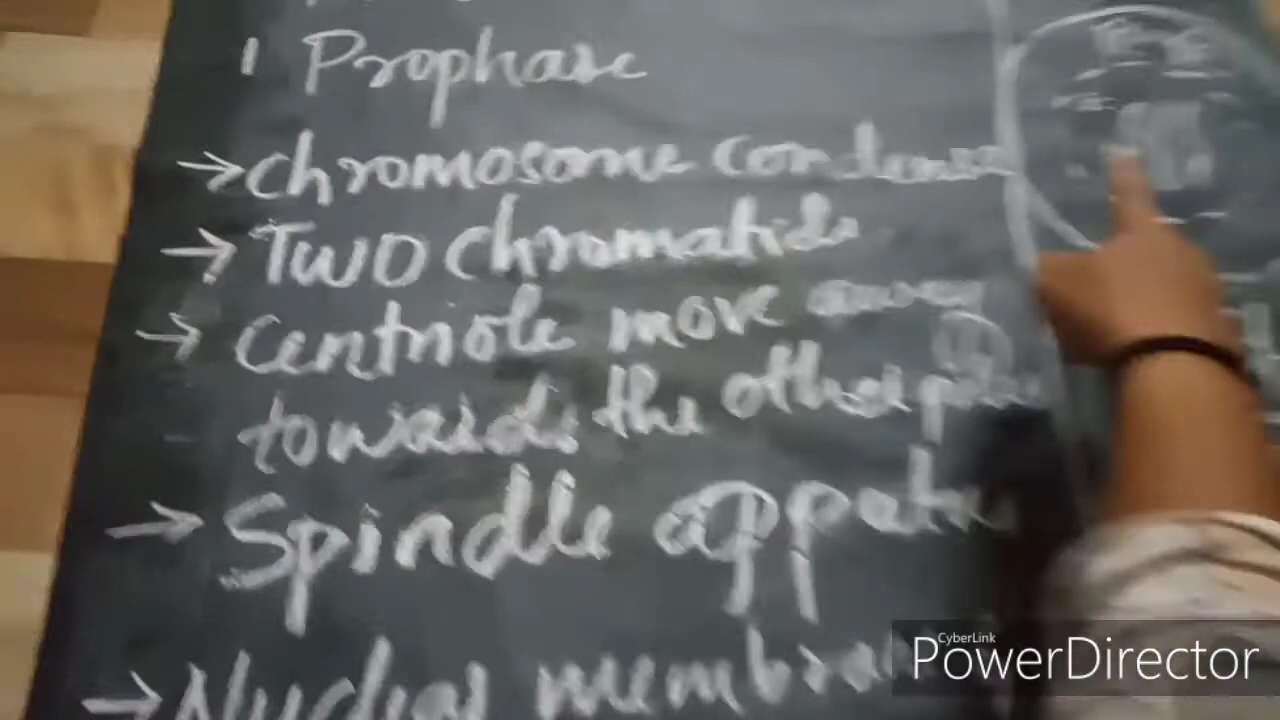 1 Prophase
→ chromosome condense
→ Two chromatids
→ Centriole move away
towards the other pole
→ Spindle appear
→ Nuclear membrane
CyberLink
PowerDirector